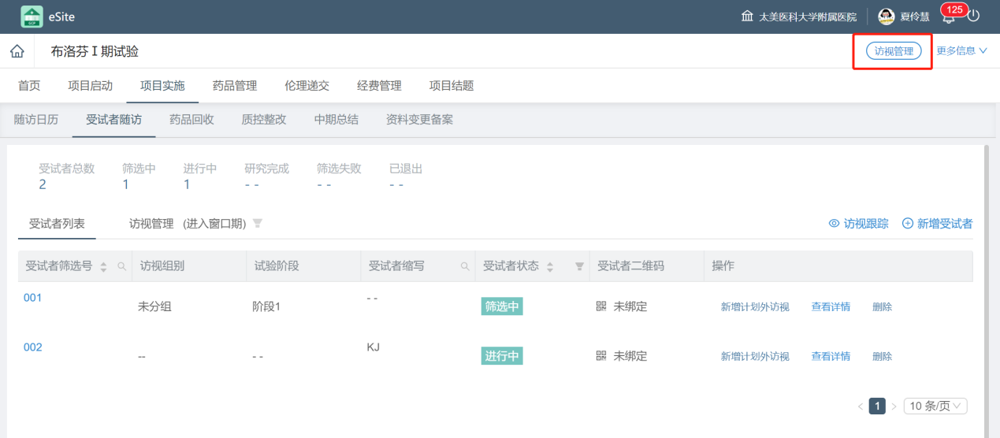 eSite 太美医科大学附属医院 夏伶慧 125
布洛芬 I 期试验 访视管理 更多信息
首页 项目启动 项目实施 药品管理 伦理递交 经费管理 项目结题
随访日历 受试者随访 药品回收 质控整改 中期总结 资料变更备案
受试者总数 筛选中 进行中 研究完成 筛选失败 已退出
2 1 1 - - - - - -
受试者列表 访视管理 (进入窗口期) 访视跟踪 新增受试者
受试者筛选号 访视组别 试验阶段 受试者缩写 受试者状态 受试者二维码 操作
001 未分组 阶段1 - - 筛选中 未绑定 新增计划外访视 查看详情 删除
002 -- - - KJ 进行中 未绑定 新增计划外访视 查看详情 删除
< 1 > 10 条/页